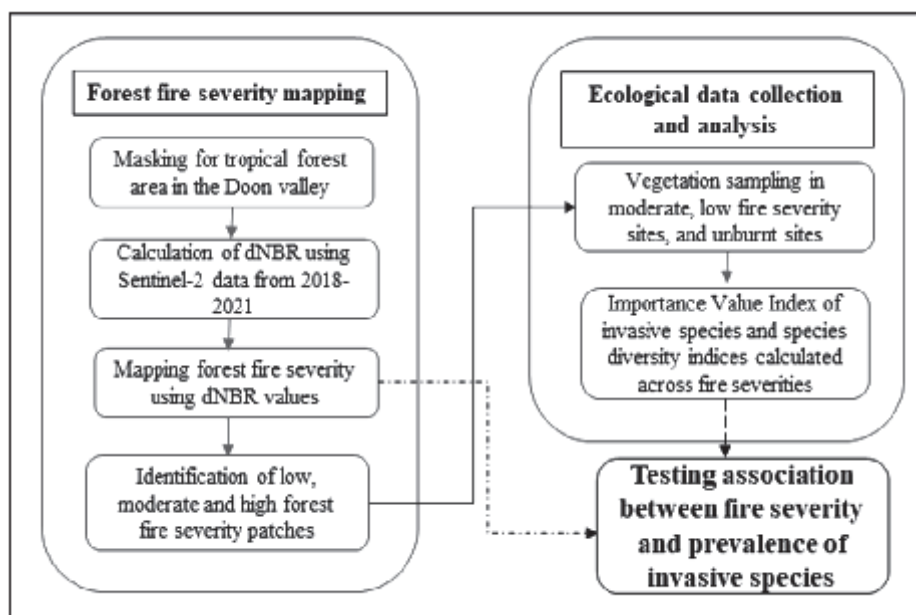 Forest fire severity mapping
Masking for tropical forest
area in the Doon valley
Calculation of dNBR using
Sentinel-2 data from 2018-
2021
Mapping forest fire severity
using dNBR values
Identification of low,
moderate and high forest
fire severity patches
Ecological data collection
and analysis
Vegetation sampling in
moderate, low fire severity
sites, and unburnt sites
Importance Value Index of
invasive species and species
diversity indices calculated
across fire severities
Testing association
between fire severity
and prevalence of
invasive species